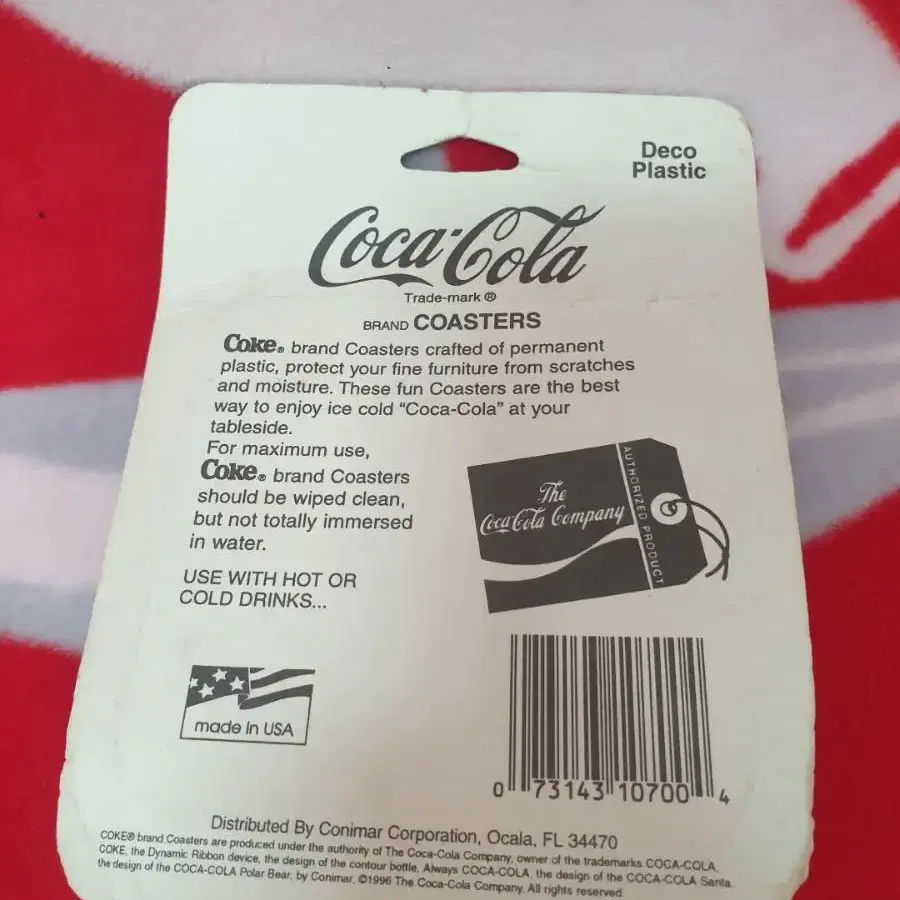 Deco
Plastic
Coca-Cola
Trade-mark ®
BRAND COASTERS
Coke® brand Coasters crafted of permanent
plastic, protect your fine furniture from scratches
and moisture. These fun Coasters are the best
way to enjoy ice cold “Coca-Cola” at your
tableside.
For maximum use,
Coke® brand Coasters
should be wiped clean,
but not totally immersed
in water.
USE WITH HOT OR
COLD DRINKS...
The
Coca-Cola Company
AUTHORIZED PRODUCT
made in USA
0 73143 10700 4
Distributed By Conimar Corporation, Ocala, FL 34470
COKE® brand Coasters are produced under the authority of The Coca-Cola Company, owner of the trademarks COCA-COLA,
COKE, the Dynamic Ribbon device, the design of the contour bottle, Always COCA-COLA, the design of the COCA-COLA Santa,
the design of the COCA-COLA Polar Bear, by Conimar. ©1996 The Coca-Cola Company. All rights reserved